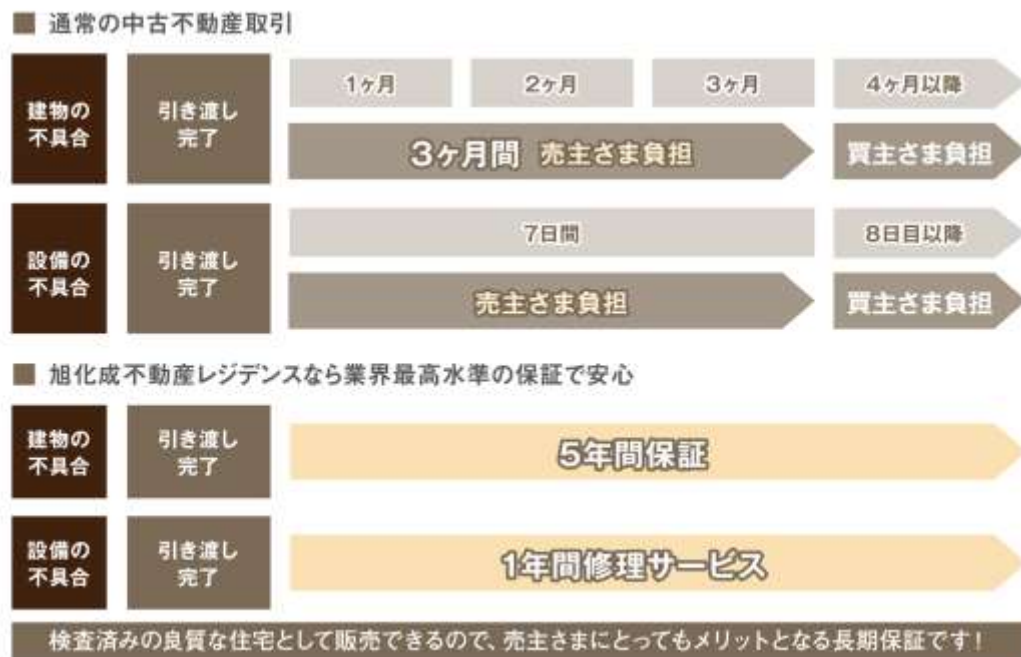 ■ 通常の中古不動産取引
建物の
不具合
引き渡し
完了
1ヶ月
2ヶ月
3ヶ月
4ヶ月以降
3ヶ月間 売主さま負担
買主さま負担
設備の
不具合
引き渡し
完了
7日間
8日目以降
売主さま負担
買主さま負担
■ 旭化成不動産レジデンスなら業界最高水準の保証で安心
建物の
不具合
引き渡し
完了
5年間保証
設備の
不具合
引き渡し
完了
1年間修理サービス
検査済みの良質な住宅として販売できるので、売主さまにとってもメリットとなる長期保証です!